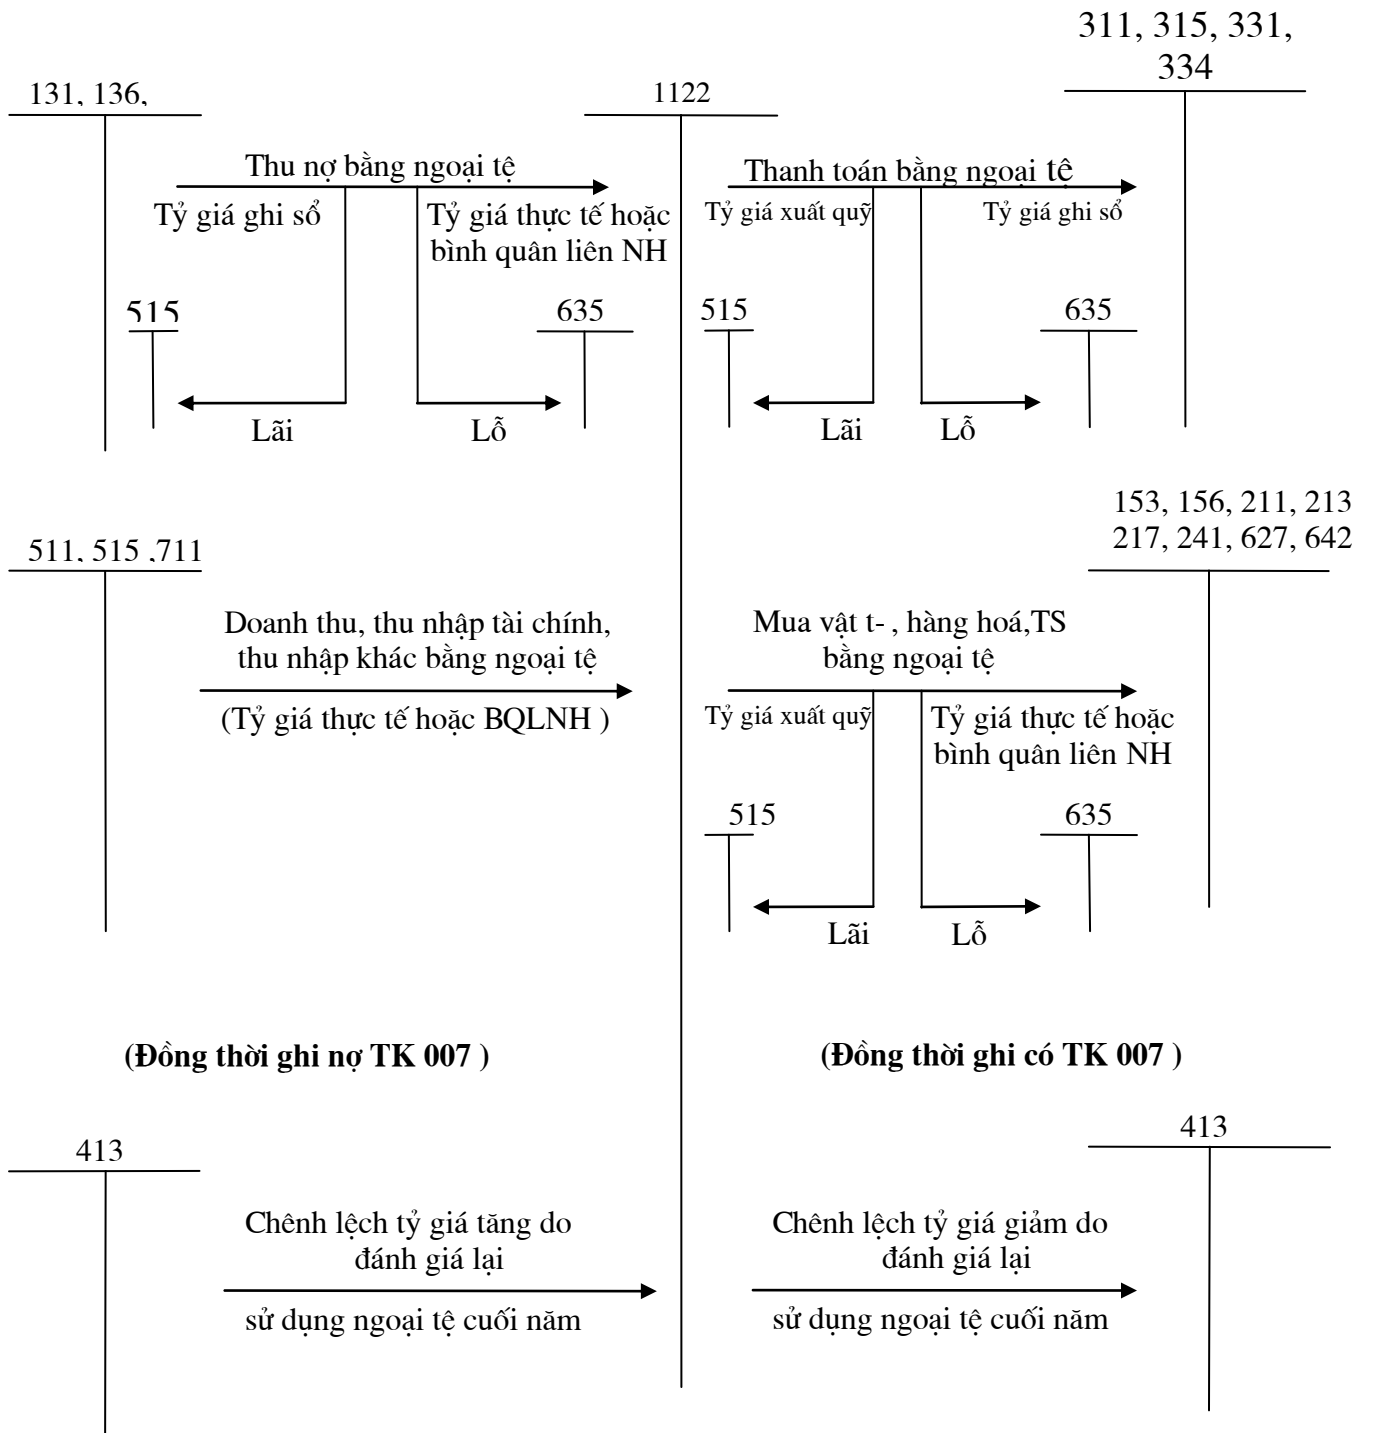 311, 315, 331,
334
131, 136,
1122
Thu nợ bằng ngoại tệ
Thanh toán bằng ngoại tệ
Tỷ giá ghi sổ
Tỷ giá thực tế hoặc
bình quân liên NH
Tỷ giá xuất quỹ
Tỷ giá ghi sổ
515
635
515
635
Lãi
Lỗ
Lãi
Lỗ
153, 156, 211, 213
217, 241, 627, 642
511, 515 ,711
Doanh thu, thu nhập tài chính,
thu nhập khác bằng ngoại tệ
(Tỷ giá thực tế hoặc BQLNH )
Mua vật t- , hàng hoá,TS
bằng ngoại tệ
Tỷ giá xuất quỹ
Tỷ giá thực tế hoặc
bình quân liên NH
515
635
Lãi
Lỗ
(Đồng thời ghi nợ TK 007 )
(Đồng thời ghi có TK 007 )
413
413
Chênh lệch tỷ giá tăng do
đánh giá lại
sử dụng ngoại tệ cuối năm
Chênh lệch tỷ giá giảm do
đánh giá lại
sử dụng ngoại tệ cuối năm